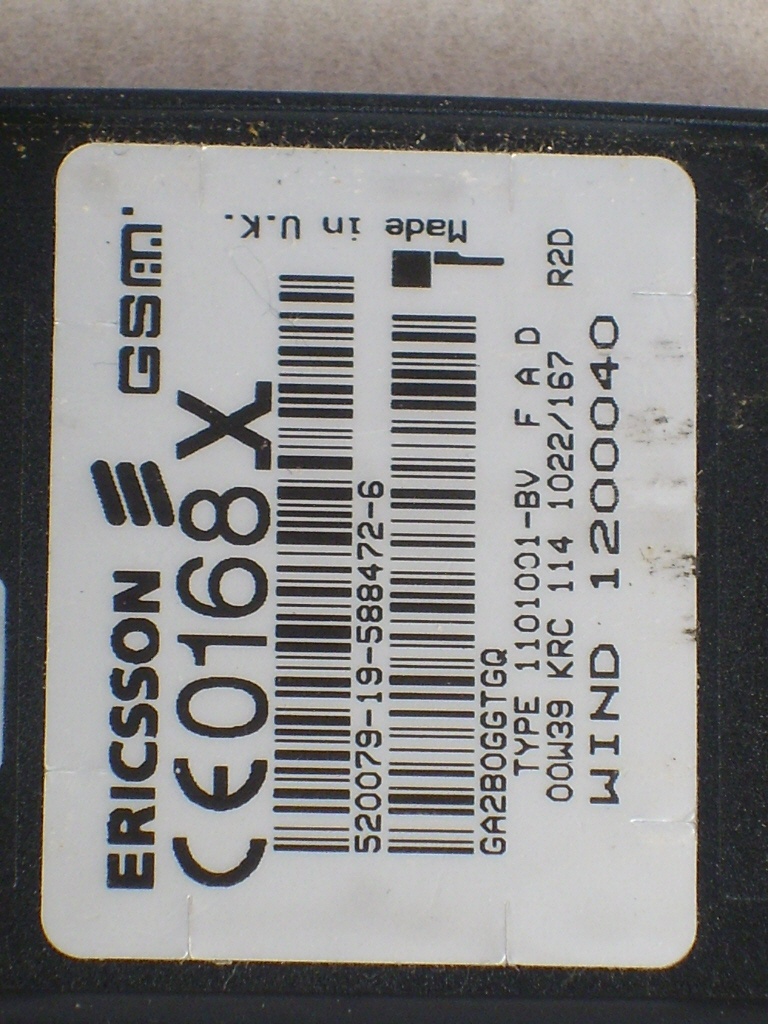 ERICSSON GSM
CE0168X
Made in U.K.
520079-19-588472-6
GA2B0GGTGQ
TYPE 1101001-BV F A D
00W39 KRC 114 1022/167 R2D
WIND 1200040